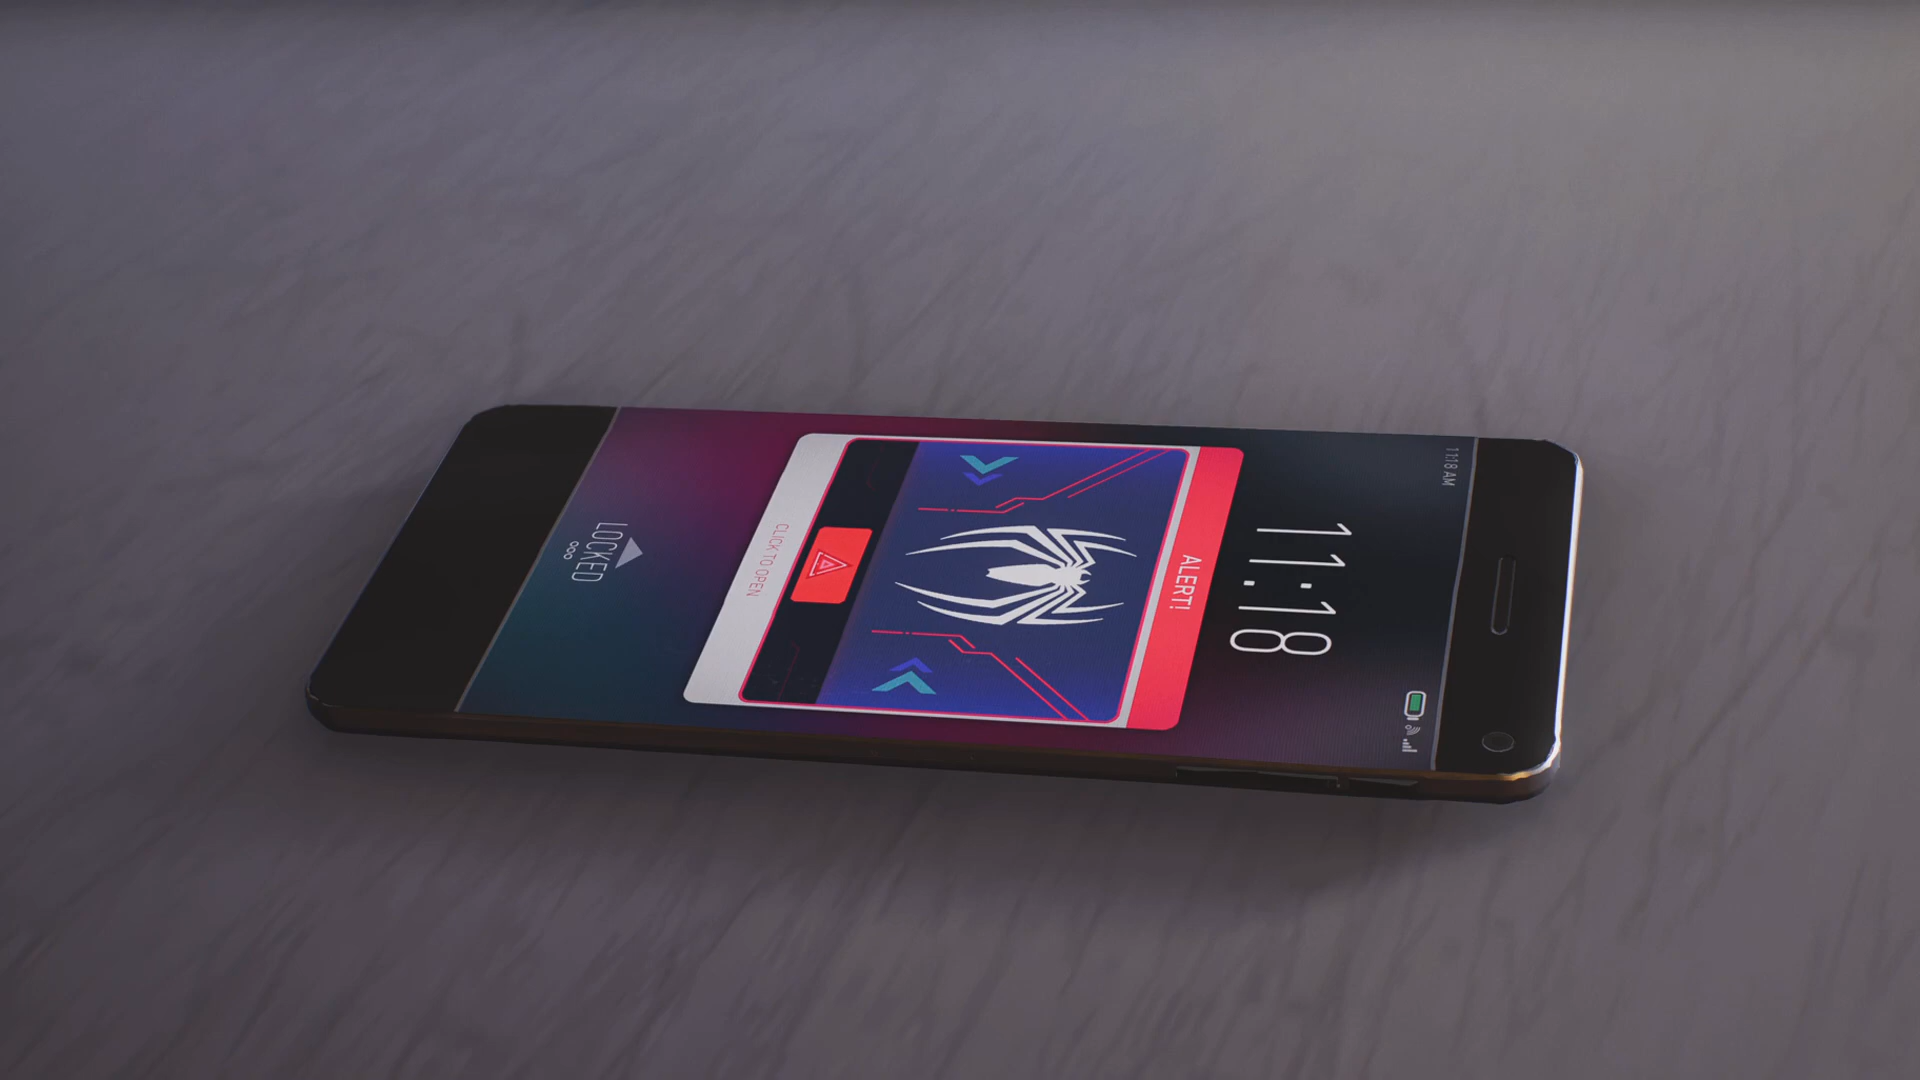 11:18 AM
11:18
ALERT!
CLICK TO OPEN
LOCKED